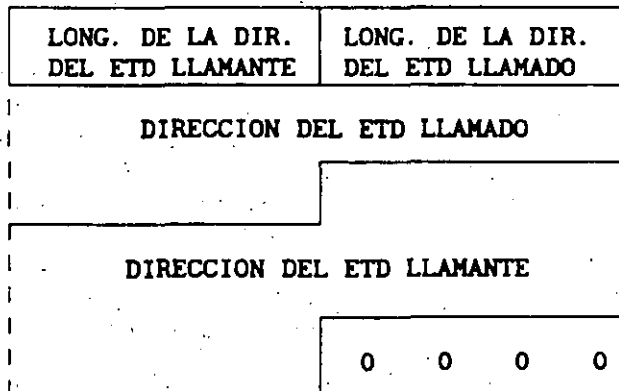 LONG. DE LA DIR.
DEL ETD LLAMANTE
LONG. DE LA DIR.
DEL ETD LLAMADO
DIRECCION DEL ETD LLAMADO
DIRECCION DEL ETD LLAMANTE
0 0 0 0